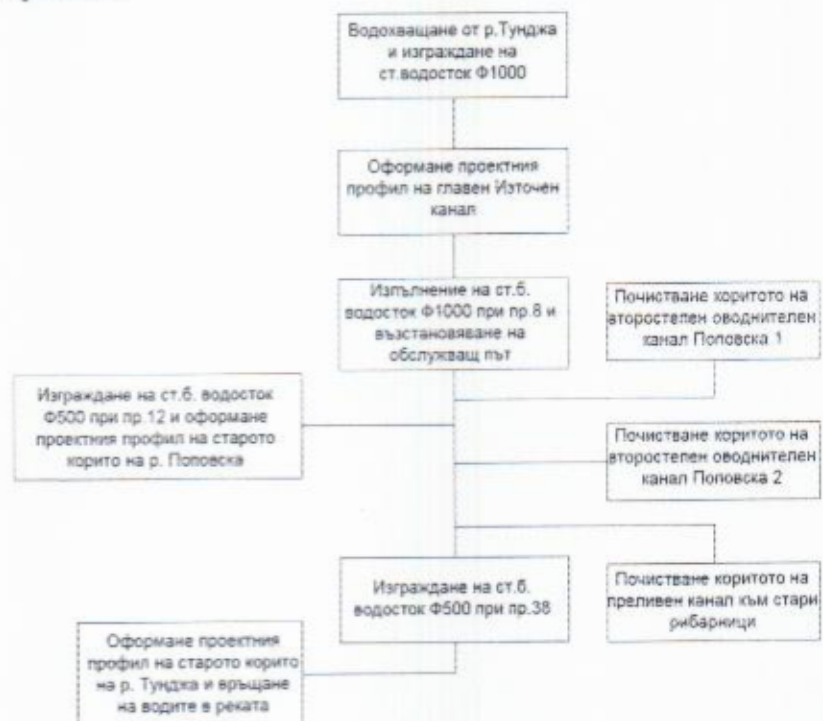 Водохващане от р.Тунджа
и изграждане на
ст.водосток Ф1000
Оформяне проектния
профил на главен Източен
канал
Изпълнение на ст.б.
водосток Ф1000 при пр.8 и
възстановяване на
обслужващ път
Почистване коритото на
второстепен оводнителен
канал Поповска 1
Изграждане на ст.б. водосток
Ф500 при пр.12 и оформяне
проектния профил на старото
корито на р. Поповска
Почистване коритото на
второстепен оводнителен
канал Поповска 2
Изграждане на ст.б.
водосток Ф500 при пр.38
Почистване коритото на
преливен канал към стари
рибарници
Оформяне проектния
профил на старото корито
на р. Тунджа и връщане
на водите в реката